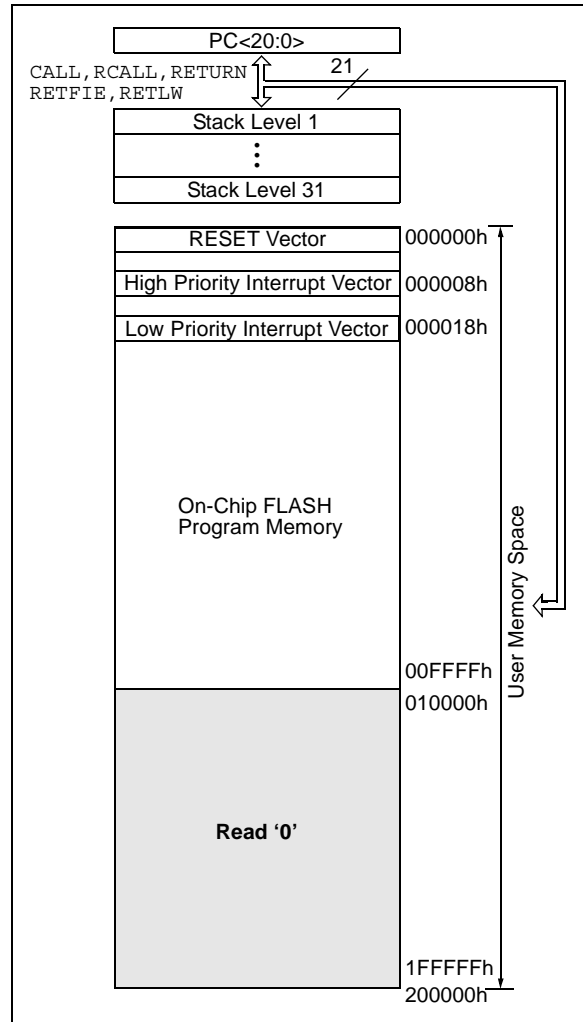 PC<20:0>
CALL,RCALL,RETURN
RETFIE,RETLW
21
Stack Level 1
Stack Level 31
RESET Vector
000000h
High Priority Interrupt Vector
000008h
Low Priority Interrupt Vector
000018h
On-Chip FLASH
Program Memory
User Memory Space
00FFFFh
010000h
Read ‘0’
1FFFFFh
200000h